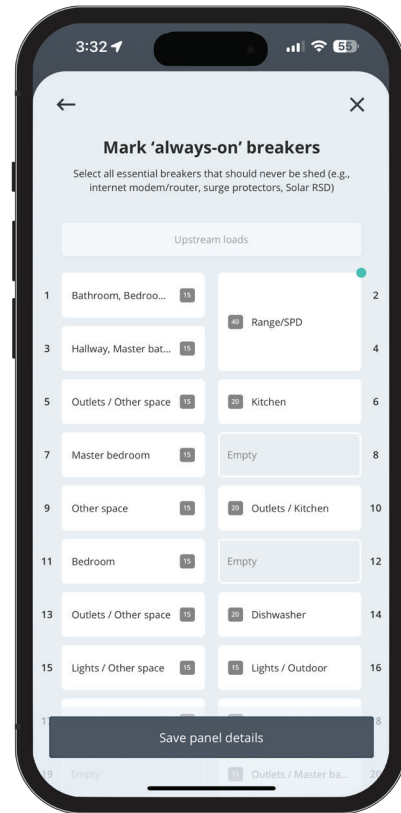 3:32
55
Mark ‘always-on’ breakers
Select all essential breakers that should never be shed (e.g.,
internet modem/router, surge protectors, Solar RSD)
Upstream loads
1 Bathroom, Bedroo... 15
2
40 Range/SPD
3 Hallway, Master bat... 15
4
5 Outlets / Other space 15 20 Kitchen 6
7 Master bedroom 15 Empty 8
9 Other space 15 20 Outlets / Kitchen 10
11 Bedroom 15 Empty 12
13 Outlets / Other space 15 20 Dishwasher 14
15 Lights / Other space 15 15 Lights / Outdoor 16
Save panel details
19 Empty 15 Outlets / Master ba... 20